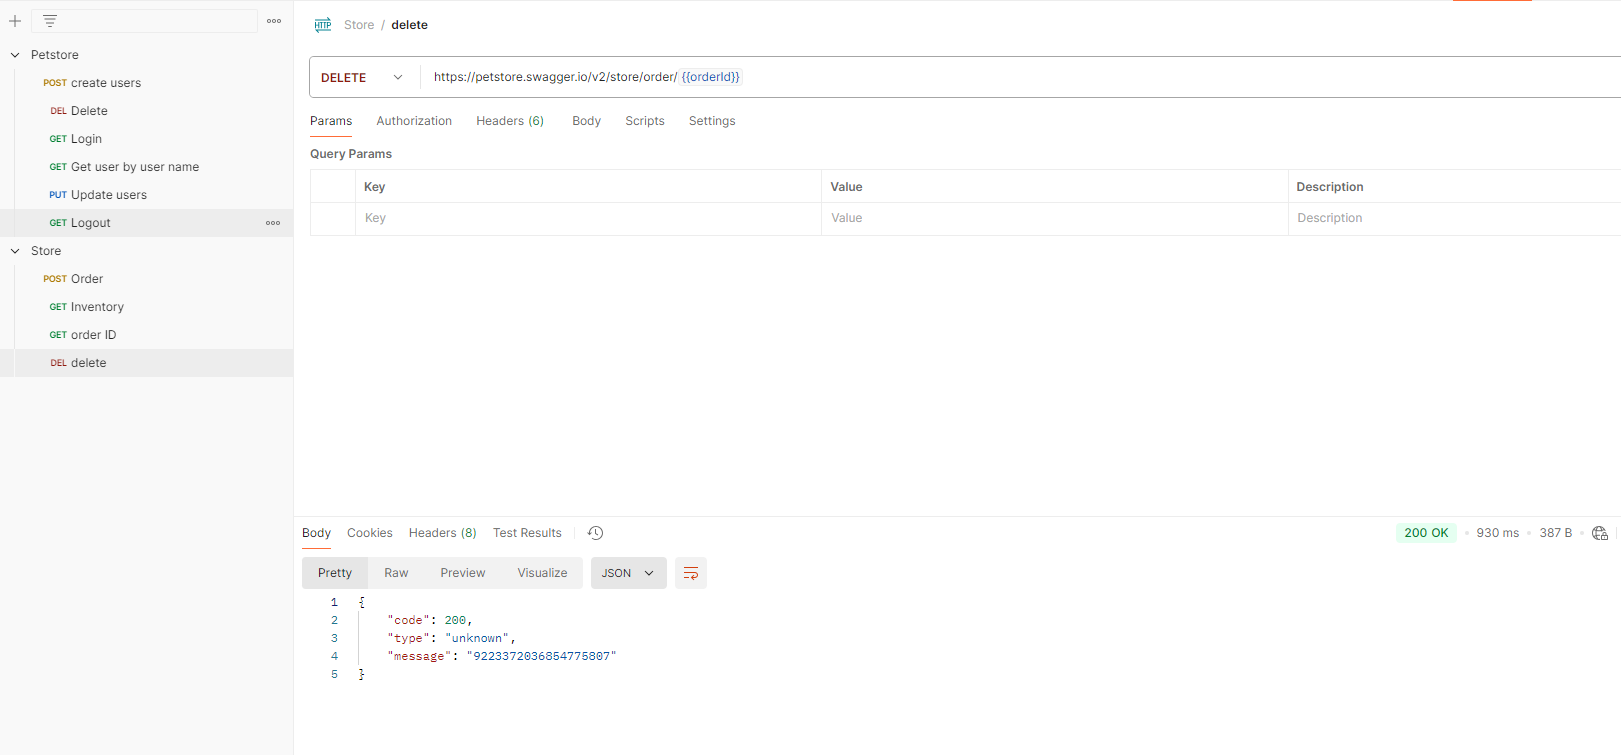 Petstore
POST create users
DEL Delete
GET Login
GET Get user by user name
PUT Update users
GET Logout
Store
POST Order
GET Inventory
GET order ID
DEL delete
HTTP Store / delete
DELETE https://petstore.swagger.io/v2/store/order/ {{orderId}}
Params Authorization Headers (6) Body Scripts Settings
Query Params
Key Value Description
Key Value Description
Body Cookies Headers (8) Test Results 200 OK • 930 ms • 387 B •
Pretty Raw Preview Visualize JSON
1 {
2 "code": 200,
3 "type": "unknown",
4 "message": "9223372036854775807"
5 }